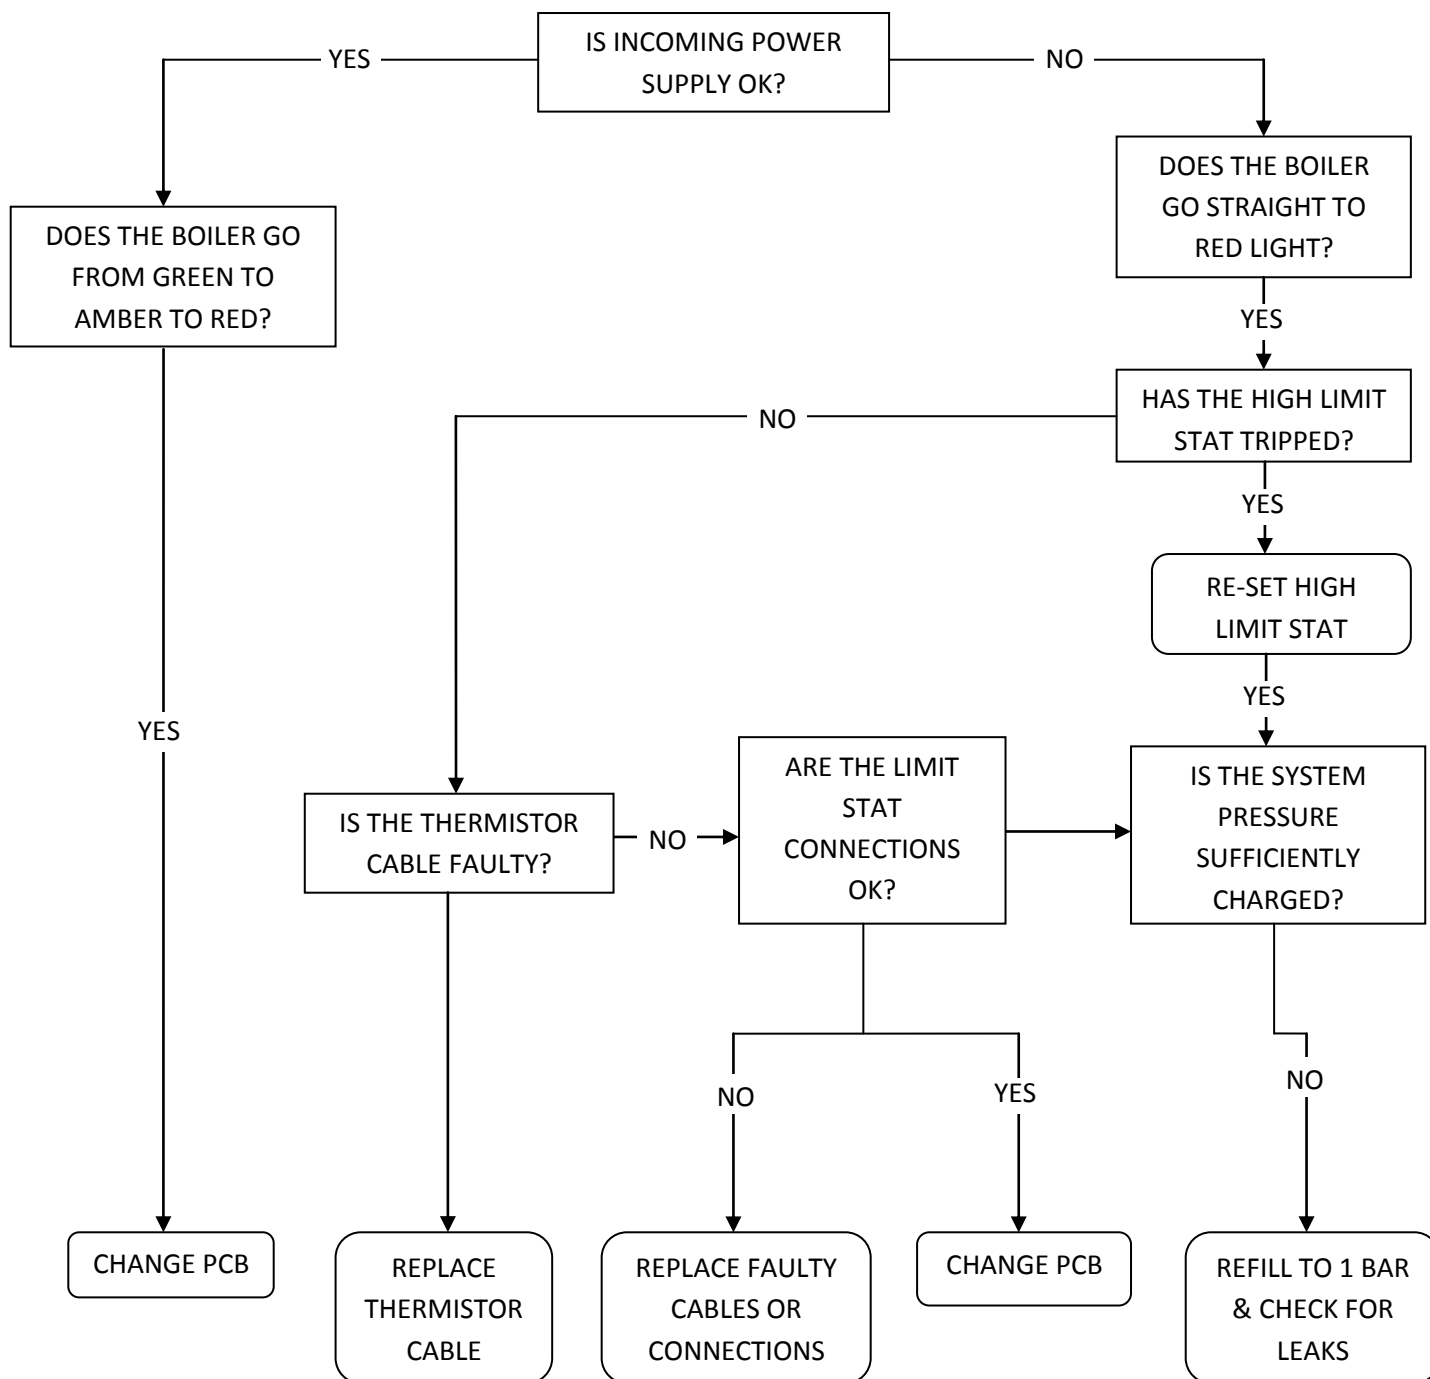 IS INCOMING POWER
SUPPLY OK?
YES
NO
DOES THE BOILER
GO STRAIGHT TO
RED LIGHT?
DOES THE BOILER GO
FROM GREEN TO
AMBER TO RED?
YES
HAS THE HIGH LIMIT
STAT TRIPPED?
NO
YES
RE-SET HIGH
LIMIT STAT
YES
YES
ARE THE LIMIT
STAT
CONNECTIONS
OK?
IS THE SYSTEM
PRESSURE
SUFFICIENTLY
CHARGED?
IS THE THERMISTOR
CABLE FAULTY?
NO
NO
YES
NO
CHANGE PCB
REPLACE
THERMISTOR
CABLE
REPLACE FAULTY
CABLES OR
CONNECTIONS
CHANGE PCB
REFILL TO 1 BAR
& CHECK FOR
LEAKS